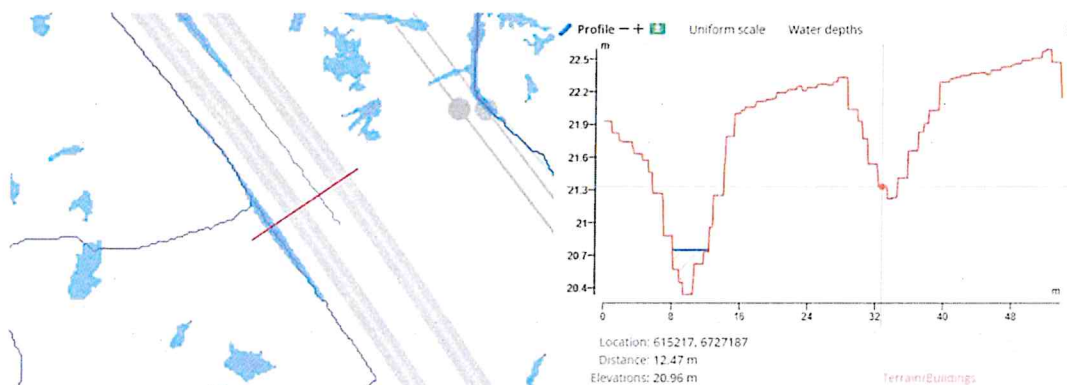 Profile − + Uniform scale Water depths
m
22.5
22.2
21.9
21.6
21.3
21
20.7
20.4
m
0 8 16 24 32 40 48
Location: 615217, 6727187
Distance: 12.47 m
Elevations: 20.96 m
Terrain/Buildings